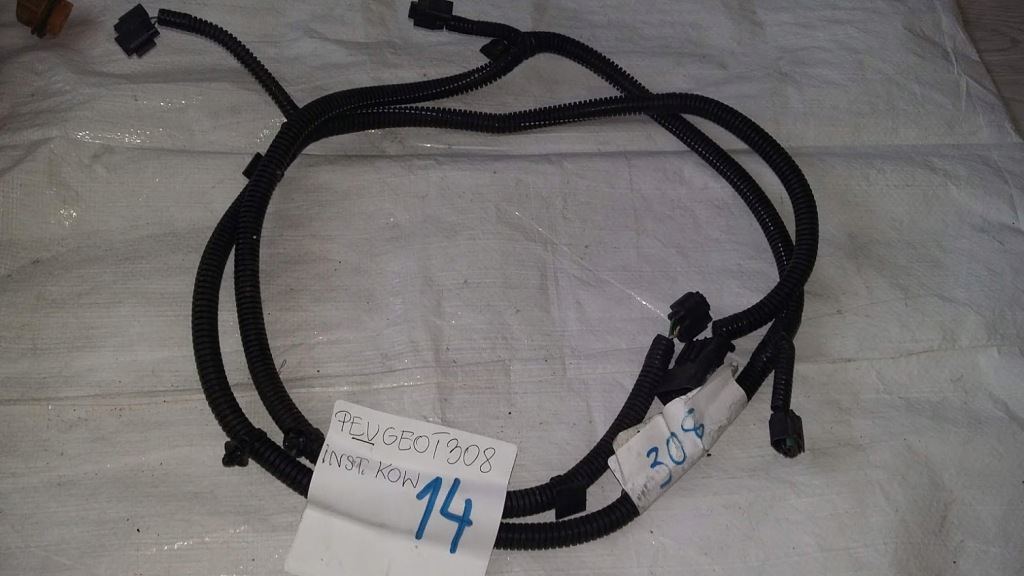 PEUGEOT308
INST. KOW
14
308